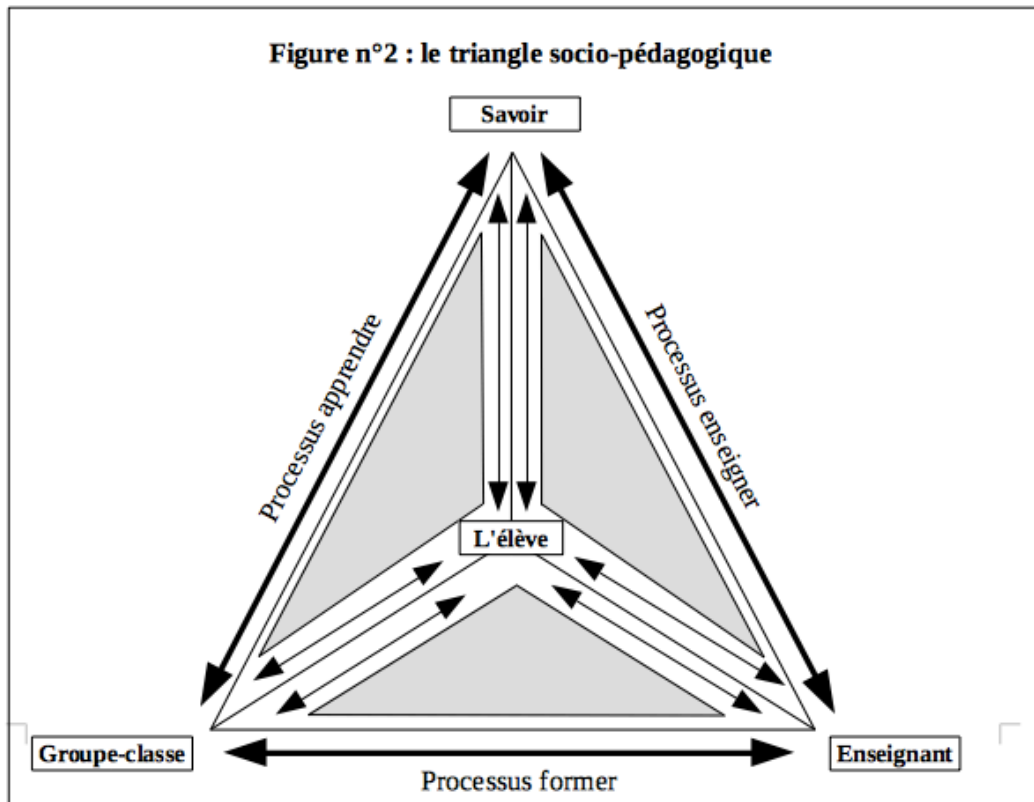 Figure n°2 : le triangle socio-pédagogique
Savoir
Processus apprendre
Processus enseigner
L'élève
Groupe-classe
Enseignant
Processus former